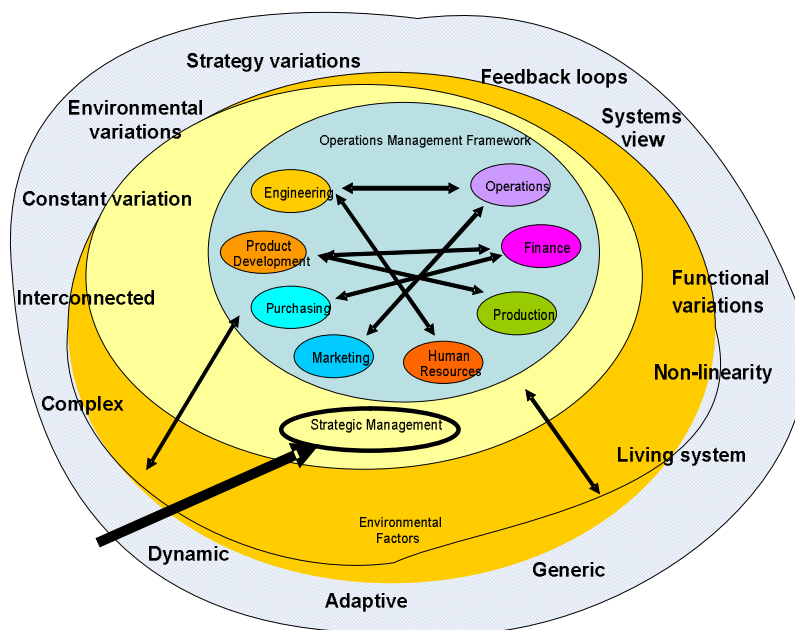 Strategy variations
Feedback loops
Environmental
variations
Systems
view
Operations Management Framework
Engineering
Operations
Constant variation
Product
Development
Finance
Interconnected
Functional
variations
Purchasing
Production
Marketing
Human
Resources
Non-linearity
Complex
Strategic Management
Living system
Environmental
Factors
Dynamic
Generic
Adaptive